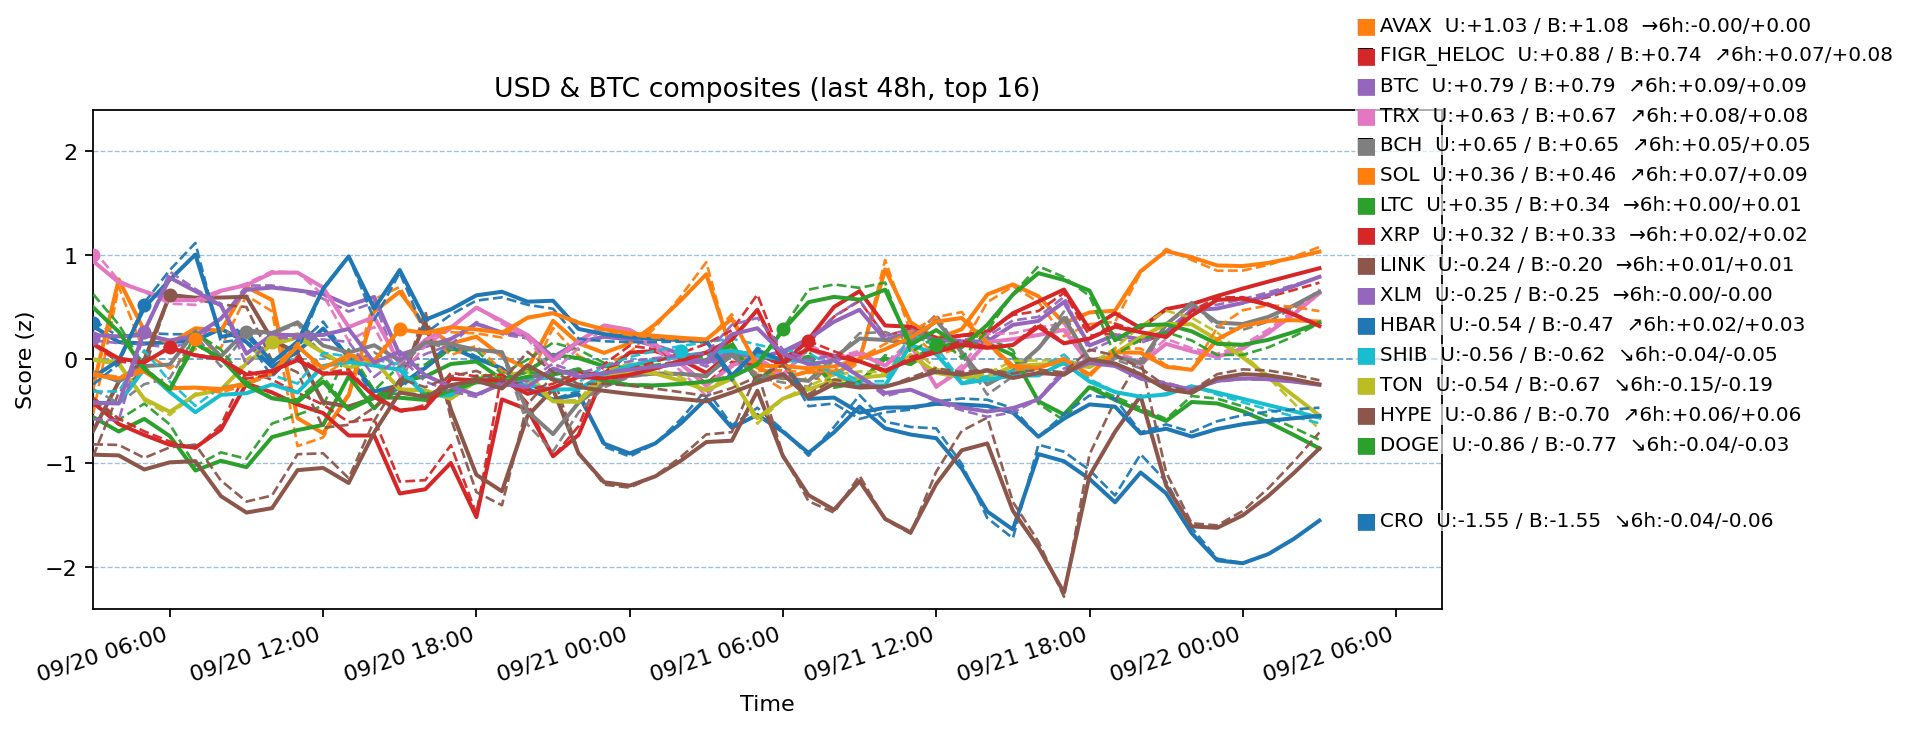 USD & BTC composites (last 48h, top 16)
AVAX  U:+1.03 / B:+1.08  →6h:-0.00/+0.00
FIGR_HELOC  U:+0.88 / B:+0.74  ↗6h:+0.07/+0.08
BTC  U:+0.79 / B:+0.79  ↗6h:+0.09/+0.09
TRX  U:+0.63 / B:+0.67  ↗6h:+0.08/+0.08
BCH  U:+0.65 / B:+0.65  ↗6h:+0.05/+0.05
SOL  U:+0.36 / B:+0.46  ↗6h:+0.07/+0.09
LTC  U:+0.35 / B:+0.34  →6h:+0.00/+0.01
XRP  U:+0.32 / B:+0.33  →6h:+0.02/+0.02
LINK  U:-0.24 / B:-0.20  →6h:+0.01/+0.01
XLM  U:-0.25 / B:-0.25  →6h:-0.00/-0.00
HBAR  U:-0.54 / B:-0.47  ↗6h:+0.02/+0.03
SHIB  U:-0.56 / B:-0.62  ↘6h:-0.04/-0.05
TON  U:-0.54 / B:-0.67  ↘6h:-0.15/-0.19
HYPE  U:-0.86 / B:-0.70  ↗6h:+0.06/+0.06
DOGE  U:-0.86 / B:-0.77  ↘6h:-0.04/-0.03
CRO  U:-1.55 / B:-1.55  ↘6h:-0.04/-0.06
Score (z)
2
1
0
−1
−2
09/20 06:00
09/20 12:00
09/20 18:00
09/21 00:00
09/21 06:00
09/21 12:00
09/21 18:00
09/22 00:00
09/22 06:00
Time